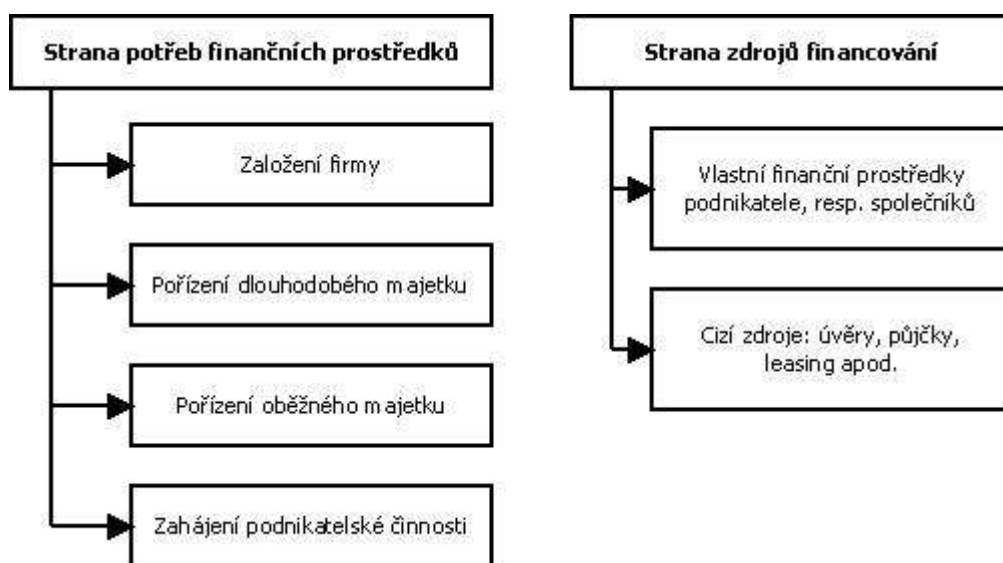 Strana potřeb finančních prostředků
Založení firmy
Pořízení dlouhodobého majetku
Pořízení oběžného majetku
Zahájení podnikatelské činnosti
Strana zdrojů financování
Vlastní finanční prostředky
podnikatele, resp. společníků
Cizí zdroje: úvěry, půjčky,
leasing apod.